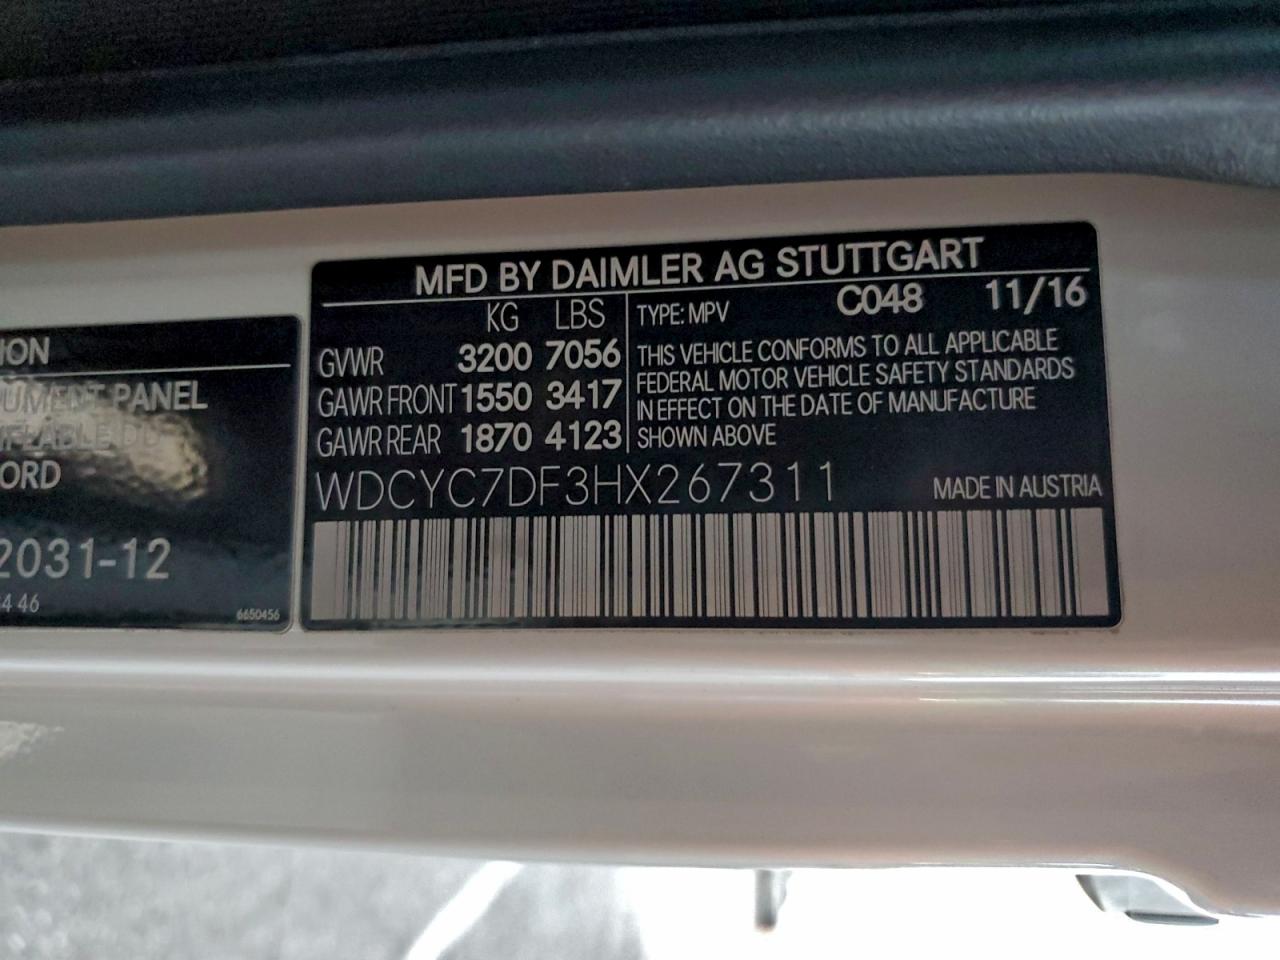 ION
UMENT PANEL
ORD
2031-12
44 46
6650456
MFD BY DAIMLER AG STUTTGART
KG LBS
GVWR 3200 7056
GAWR FRONT 1550 3417
GAWR REAR 1870 4123
TYPE: MPV C048 11/16
THIS VEHICLE CONFORMS TO ALL APPLICABLE
FEDERAL MOTOR VEHICLE SAFETY STANDARDS
IN EFFECT ON THE DATE OF MANUFACTURE
SHOWN ABOVE
WDCYC7DF3HX267311 MADE IN AUSTRIA